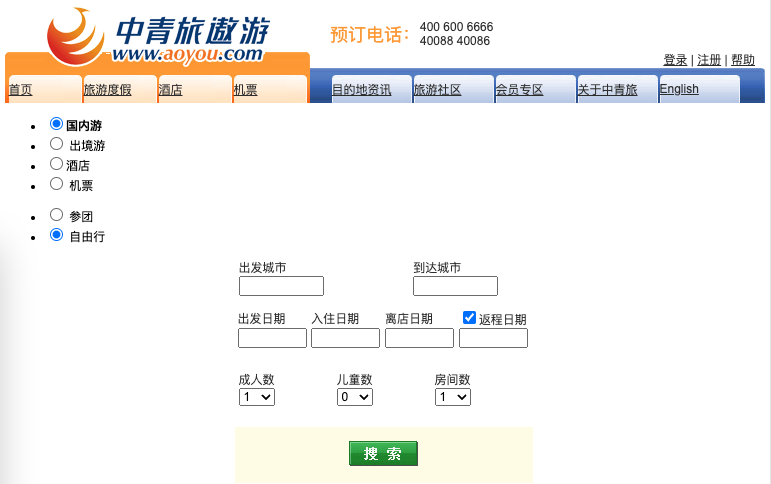 中青旅遨游
www.aoyou.com
预订电话: 400 600 6666
40088 40086
登录 | 注册 | 帮助
首页 旅游度假 酒店 机票 目的地资讯 旅游社区 会员专区 关于中青旅 English
国内游
出境游
酒店
机票
参团
自由行
出发城市 到达城市
出发日期 入住日期 离店日期 返程日期
成人数 儿童数 房间数
1 0 1
搜 索